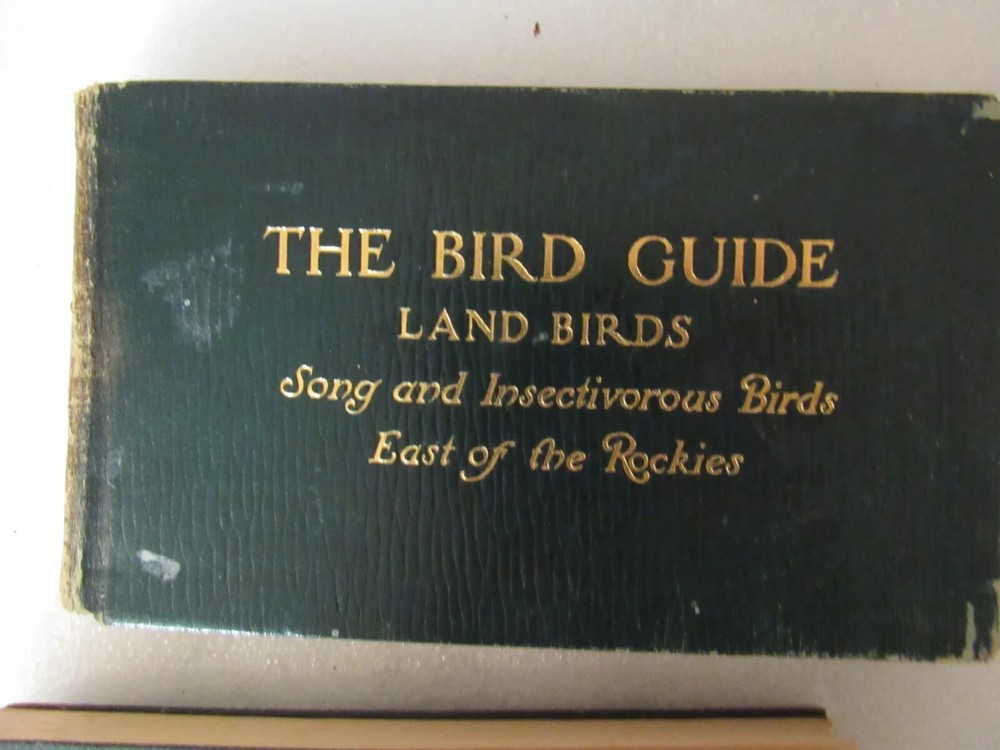 THE BIRD GUIDE
LAND BIRDS
Song and Insectivorous Birds
East of the Rockies